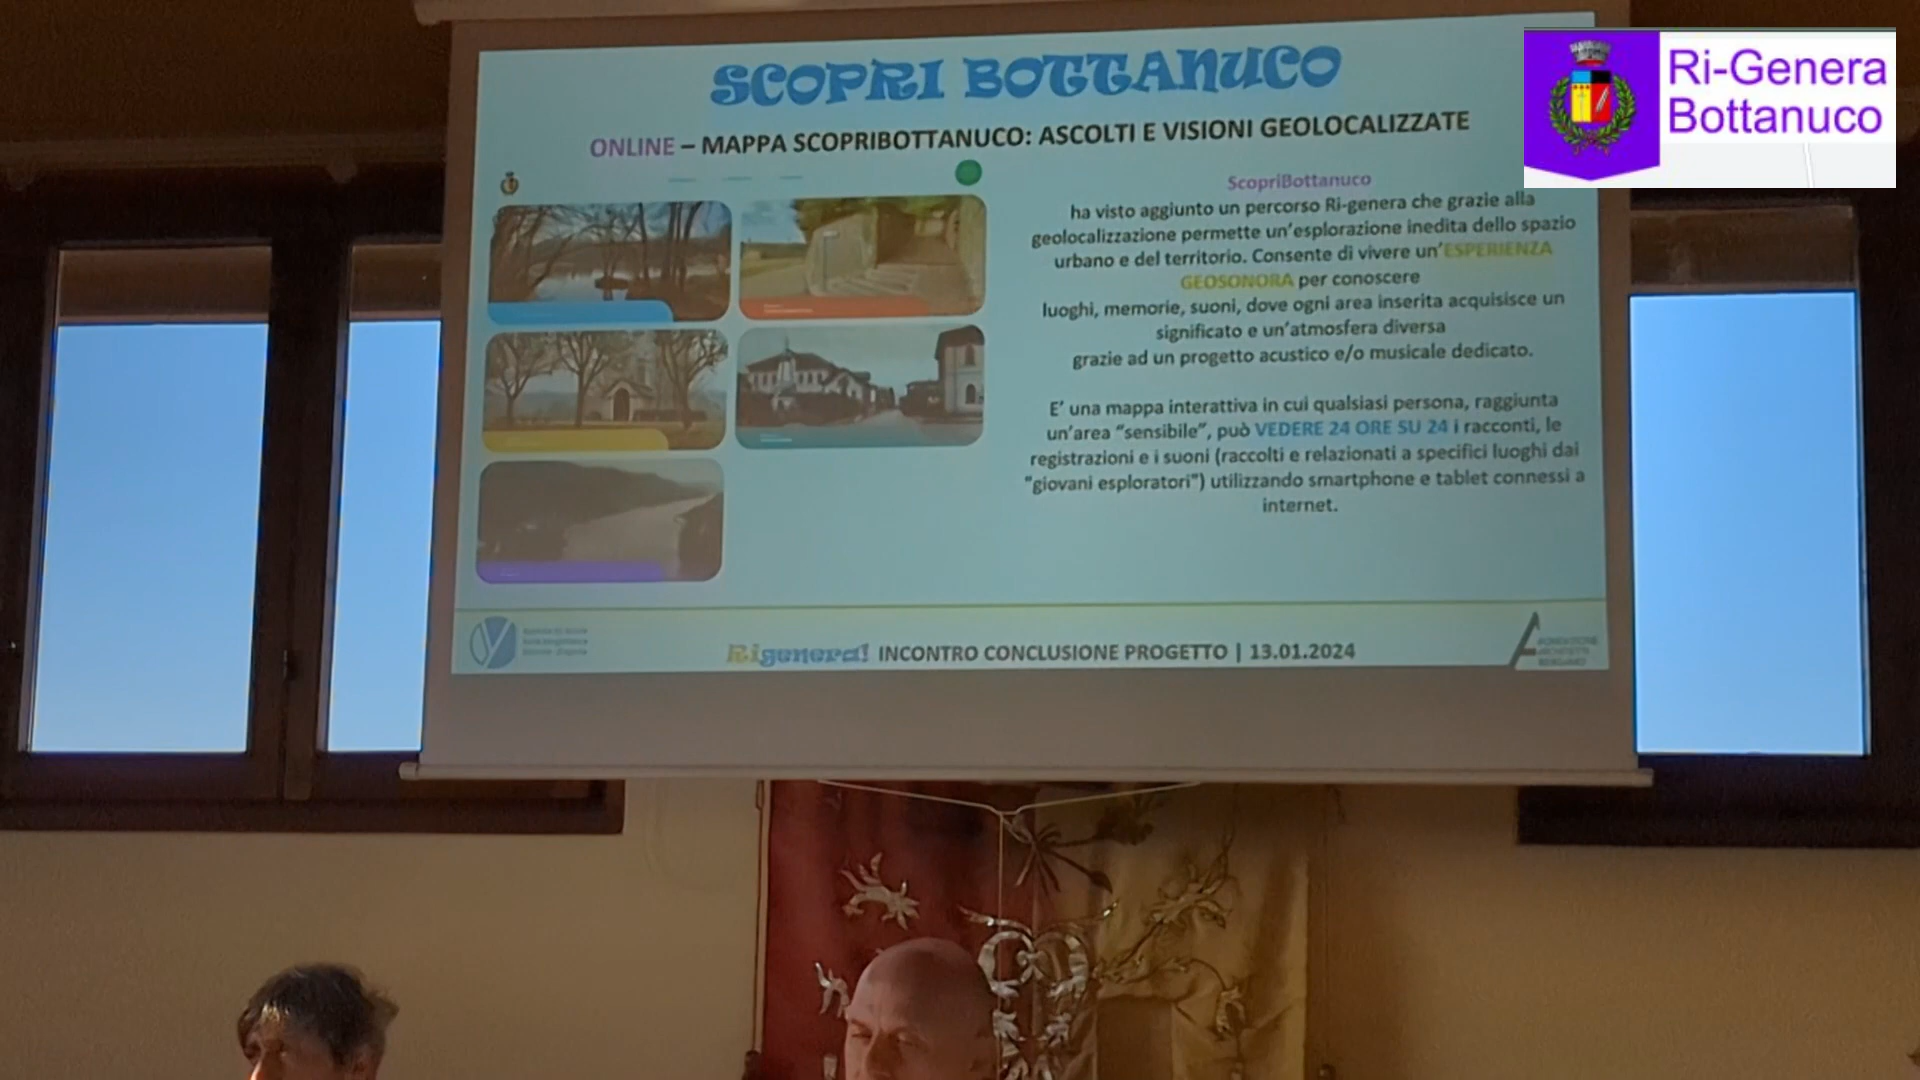 SCOPRI BOTTANUCO
Ri-Genera
Bottanuco
ONLINE – MAPPA SCOPRIBOTTANUCO: ASCOLTI E VISIONI GEOLOCALIZZATE
ScopriBottanuco
ha visto aggiunto un percorso Ri-genera che grazie alla
geolocalizzazione permette un'esplorazione inedita dello spazio
urbano e del territorio. Consente di vivere un'ESPERIENZA
GEOSONORA per conoscere
luoghi, memorie, suoni, dove ogni area inserita acquisisce un
significato e un'atmosfera diversa
grazie ad un progetto acustico e/o musicale dedicato.
E' una mappa interattiva in cui qualsiasi persona, raggiunta
un'area "sensibile", può VEDERE 24 ORE SU 24 i racconti, le
registrazioni e i suoni (raccolti e relazionati a specifici luoghi dai
"giovani esploratori") utilizzando smartphone e tablet connessi a
internet.
Rigenera! INCONTRO CONCLUSIONE PROGETTO | 13.01.2024